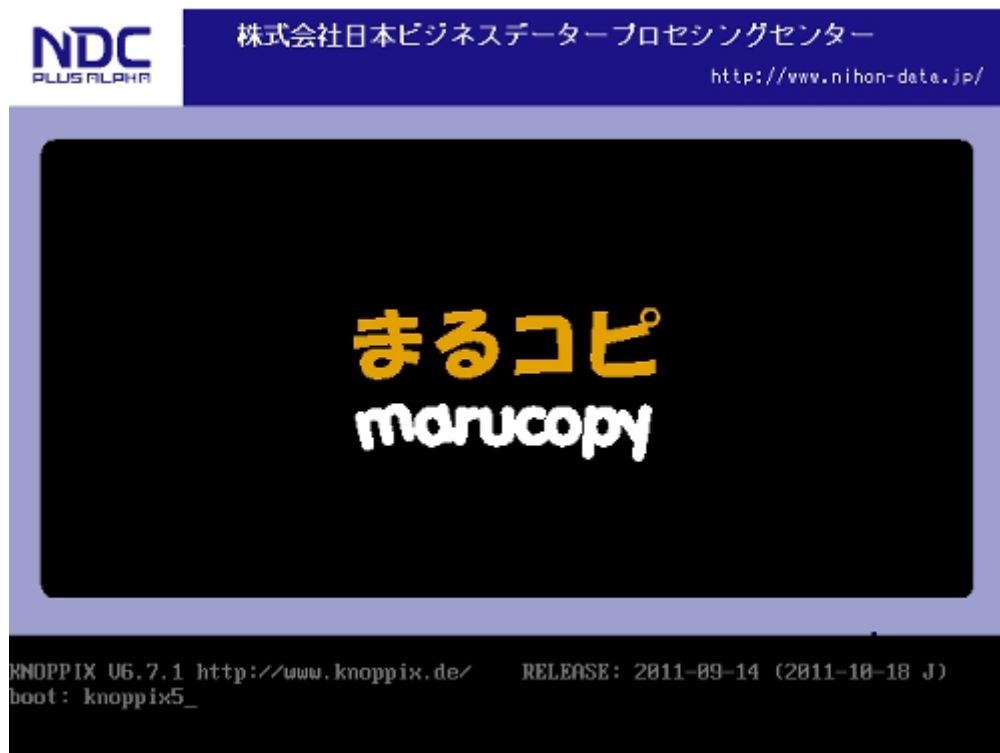 NDC
PLUS ALPHA
株式会社日本ビジネスデータープロセシングセンター
http://www.nihon-data.jp/
まるコピ
marucopy
KNOPPIX V6.7.1 http://www.knoppix.de/ RELEASE: 2011-09-14 (2011-10-18 J)
boot: knoppix5_